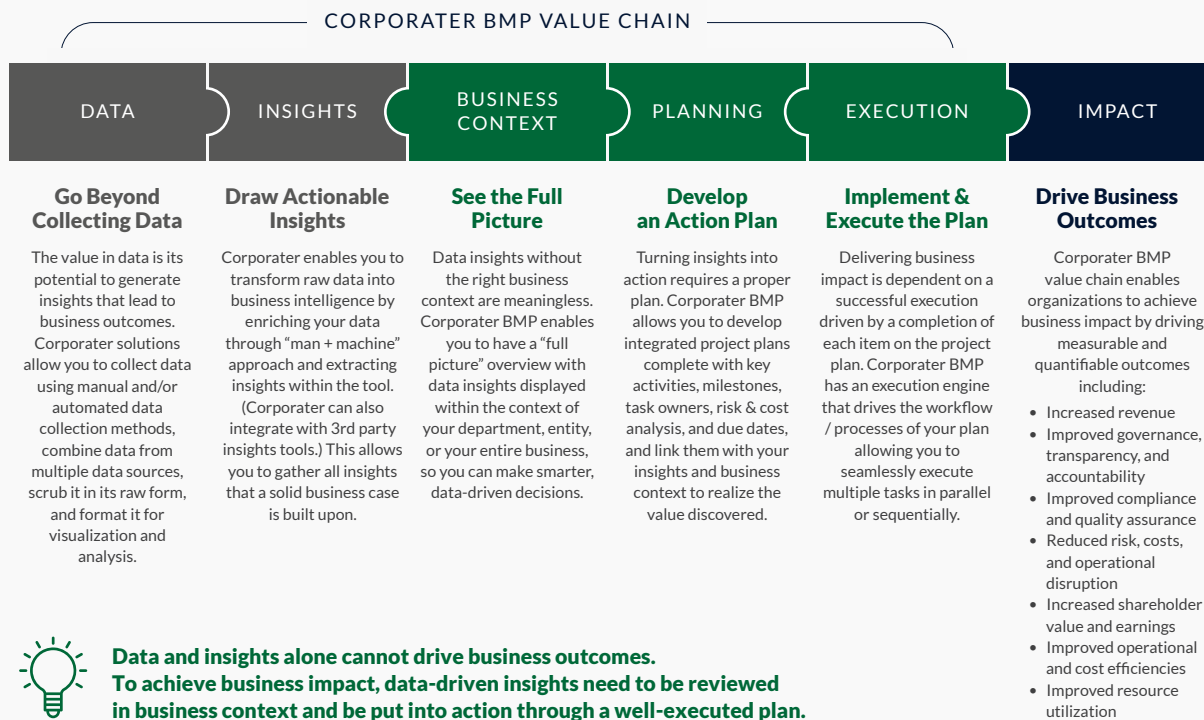 CORPORATER BMP VALUE CHAIN
DATA
INSIGHTS
BUSINESS
CONTEXT
PLANNING
EXECUTION
IMPACT
Go Beyond
Collecting Data
The value in data is its
potential to generate
insights that lead to
business outcomes.
Corporater solutions
allow you to collect data
using manual and/or
automated data
collection methods,
combine data from
multiple data sources,
scrub it in its raw form,
and format it for
visualization and
analysis.
Draw Actionable
Insights
Corporater enables you to
transform raw data into
business intelligence by
enriching your data
through “man + machine”
approach and extracting
insights within the tool.
(Corporater can also
integrate with 3rd party
insights tools.) This allows
you to gather all insights
that a solid business case
is built upon.
See the Full
Picture
Data insights without
the right business
context are meaningless.
Corporater BMP enables
you to have a “full
picture” overview with
data insights displayed
within the context of
your department, entity,
or your entire business,
so you can make smarter,
data-driven decisions.
Develop
an Action Plan
Turning insights into
action requires a proper
plan. Corporater BMP
allows you to develop
integrated project plans
complete with key
activities, milestones,
task owners, risk & cost
analysis, and due dates,
and link them with your
insights and business
context to realize the
value discovered.
Implement &
Execute the Plan
Delivering business
impact is dependent on a
successful execution
driven by a completion of
each item on the project
plan. Corporater BMP
has an execution engine
that drives the workflow
/ processes of your plan
allowing you to
seamlessly execute
multiple tasks in parallel
or sequentially.
Drive Business
Outcomes
Corporater BMP
value chain enables
organizations to achieve
business impact by driving
measurable and
quantifiable outcomes
including:
• Increased revenue
• Improved governance,
transparency, and
accountability
• Improved compliance
and quality assurance
• Reduced risk, costs,
and operational
disruption
• Increased shareholder
value and earnings
• Improved operational
and cost efficiencies
• Improved resource
utilization
Data and insights alone cannot drive business outcomes.
To achieve business impact, data-driven insights need to be reviewed
in business context and be put into action through a well-executed plan.